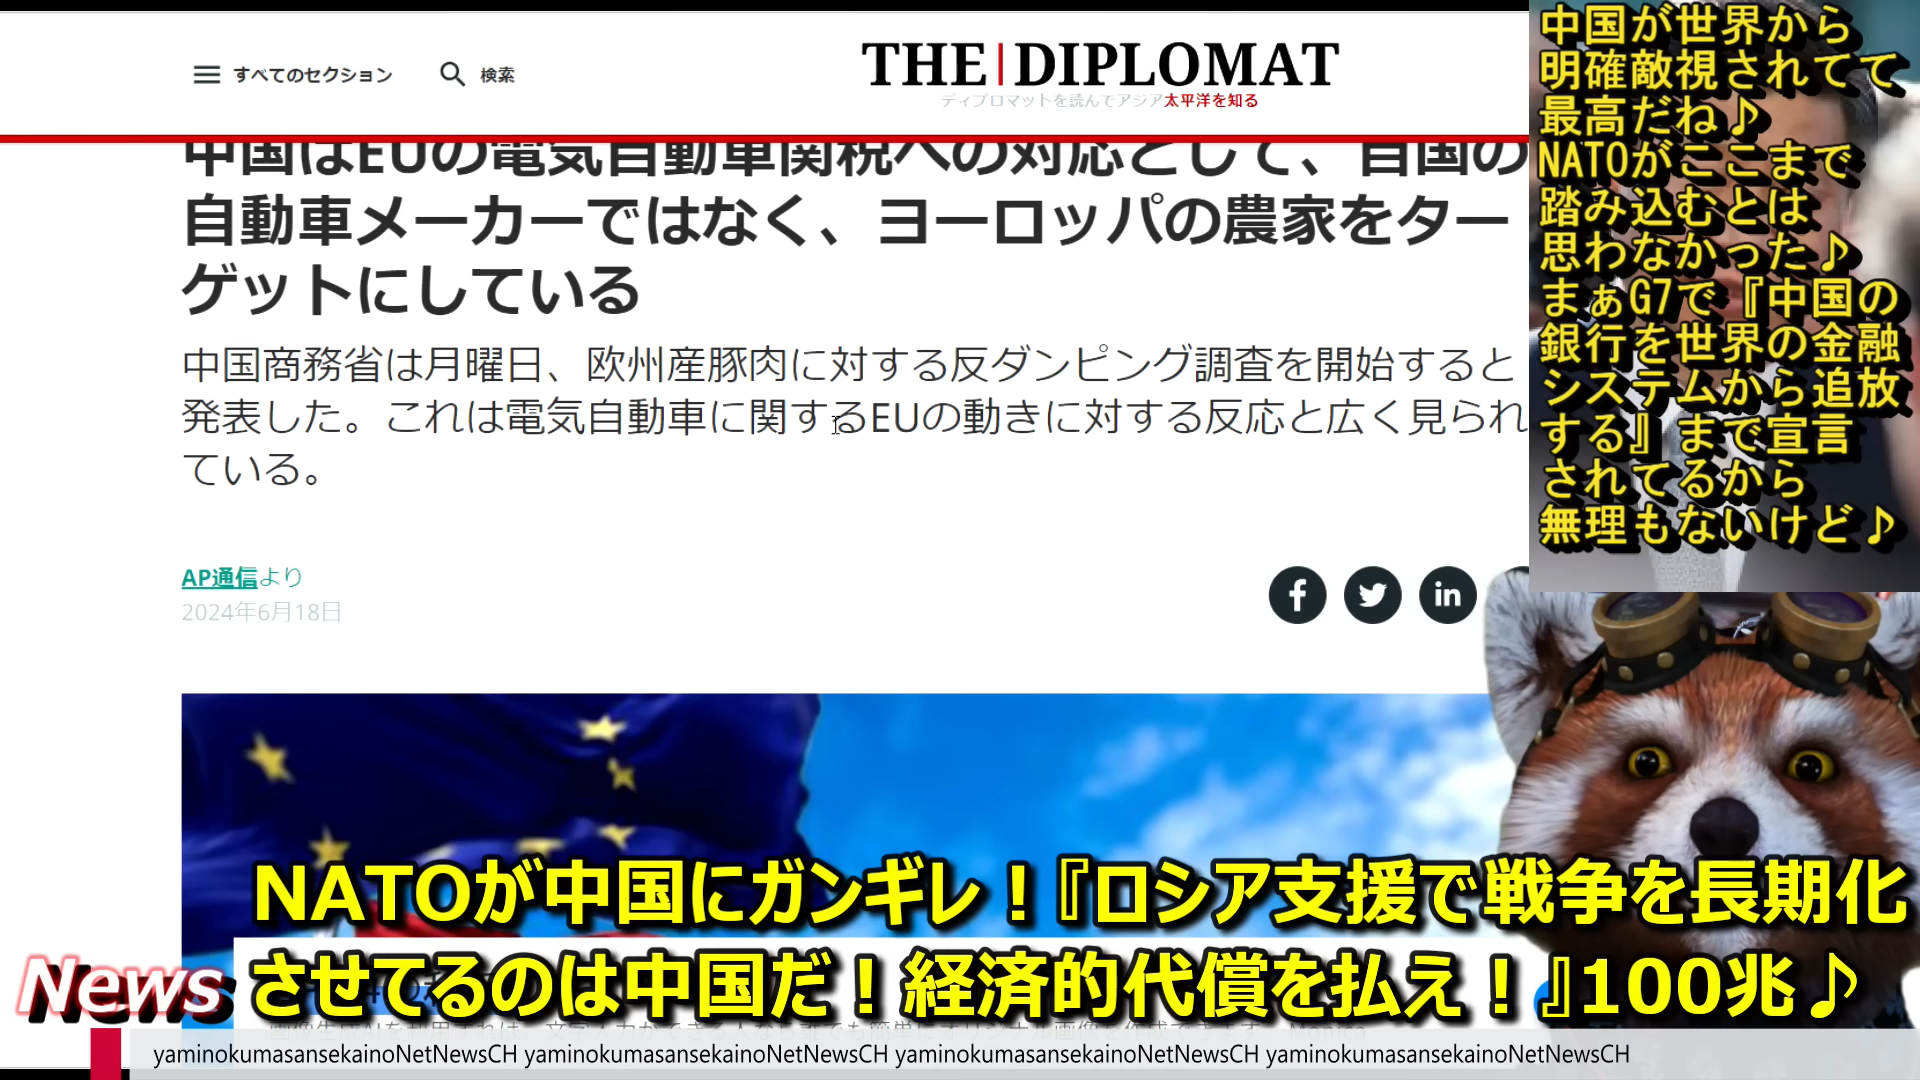 すべてのセクション
検索
THE DIPLOMAT
ディプロマットを読んでアジア太平洋を知る
中国はEUの電気自動車関税への対応として、自国の
自動車メーカーではなく、ヨーロッパの農家をター
ゲットにしている
中国商務省は月曜日、欧州産豚肉に対する反ダンピング調査を開始すると
発表した。これは電気自動車に関するEUの動きに対する反応と広く見られ
ている。
AP通信より
2024年6月18日
中国が世界から
明確敵視されてて
最高だね♪
NATOがここまで
踏み込むとは
思わなかった♪
まぁG7で『中国の
銀行を世界の金融
システムから追放
する』まで宣言
されてるから
無理もないけど♪
NATOが中国にガンギレ！『ロシア支援で戦争を長期化
させてるのは中国だ！経済的代償を払え！』100兆♪
News
yaminokumasansekainoNetNewsCH yaminokumasansekainoNetNewsCH yaminokumasansekainoNetNewsCH yaminokumasansekainoNetNewsCH